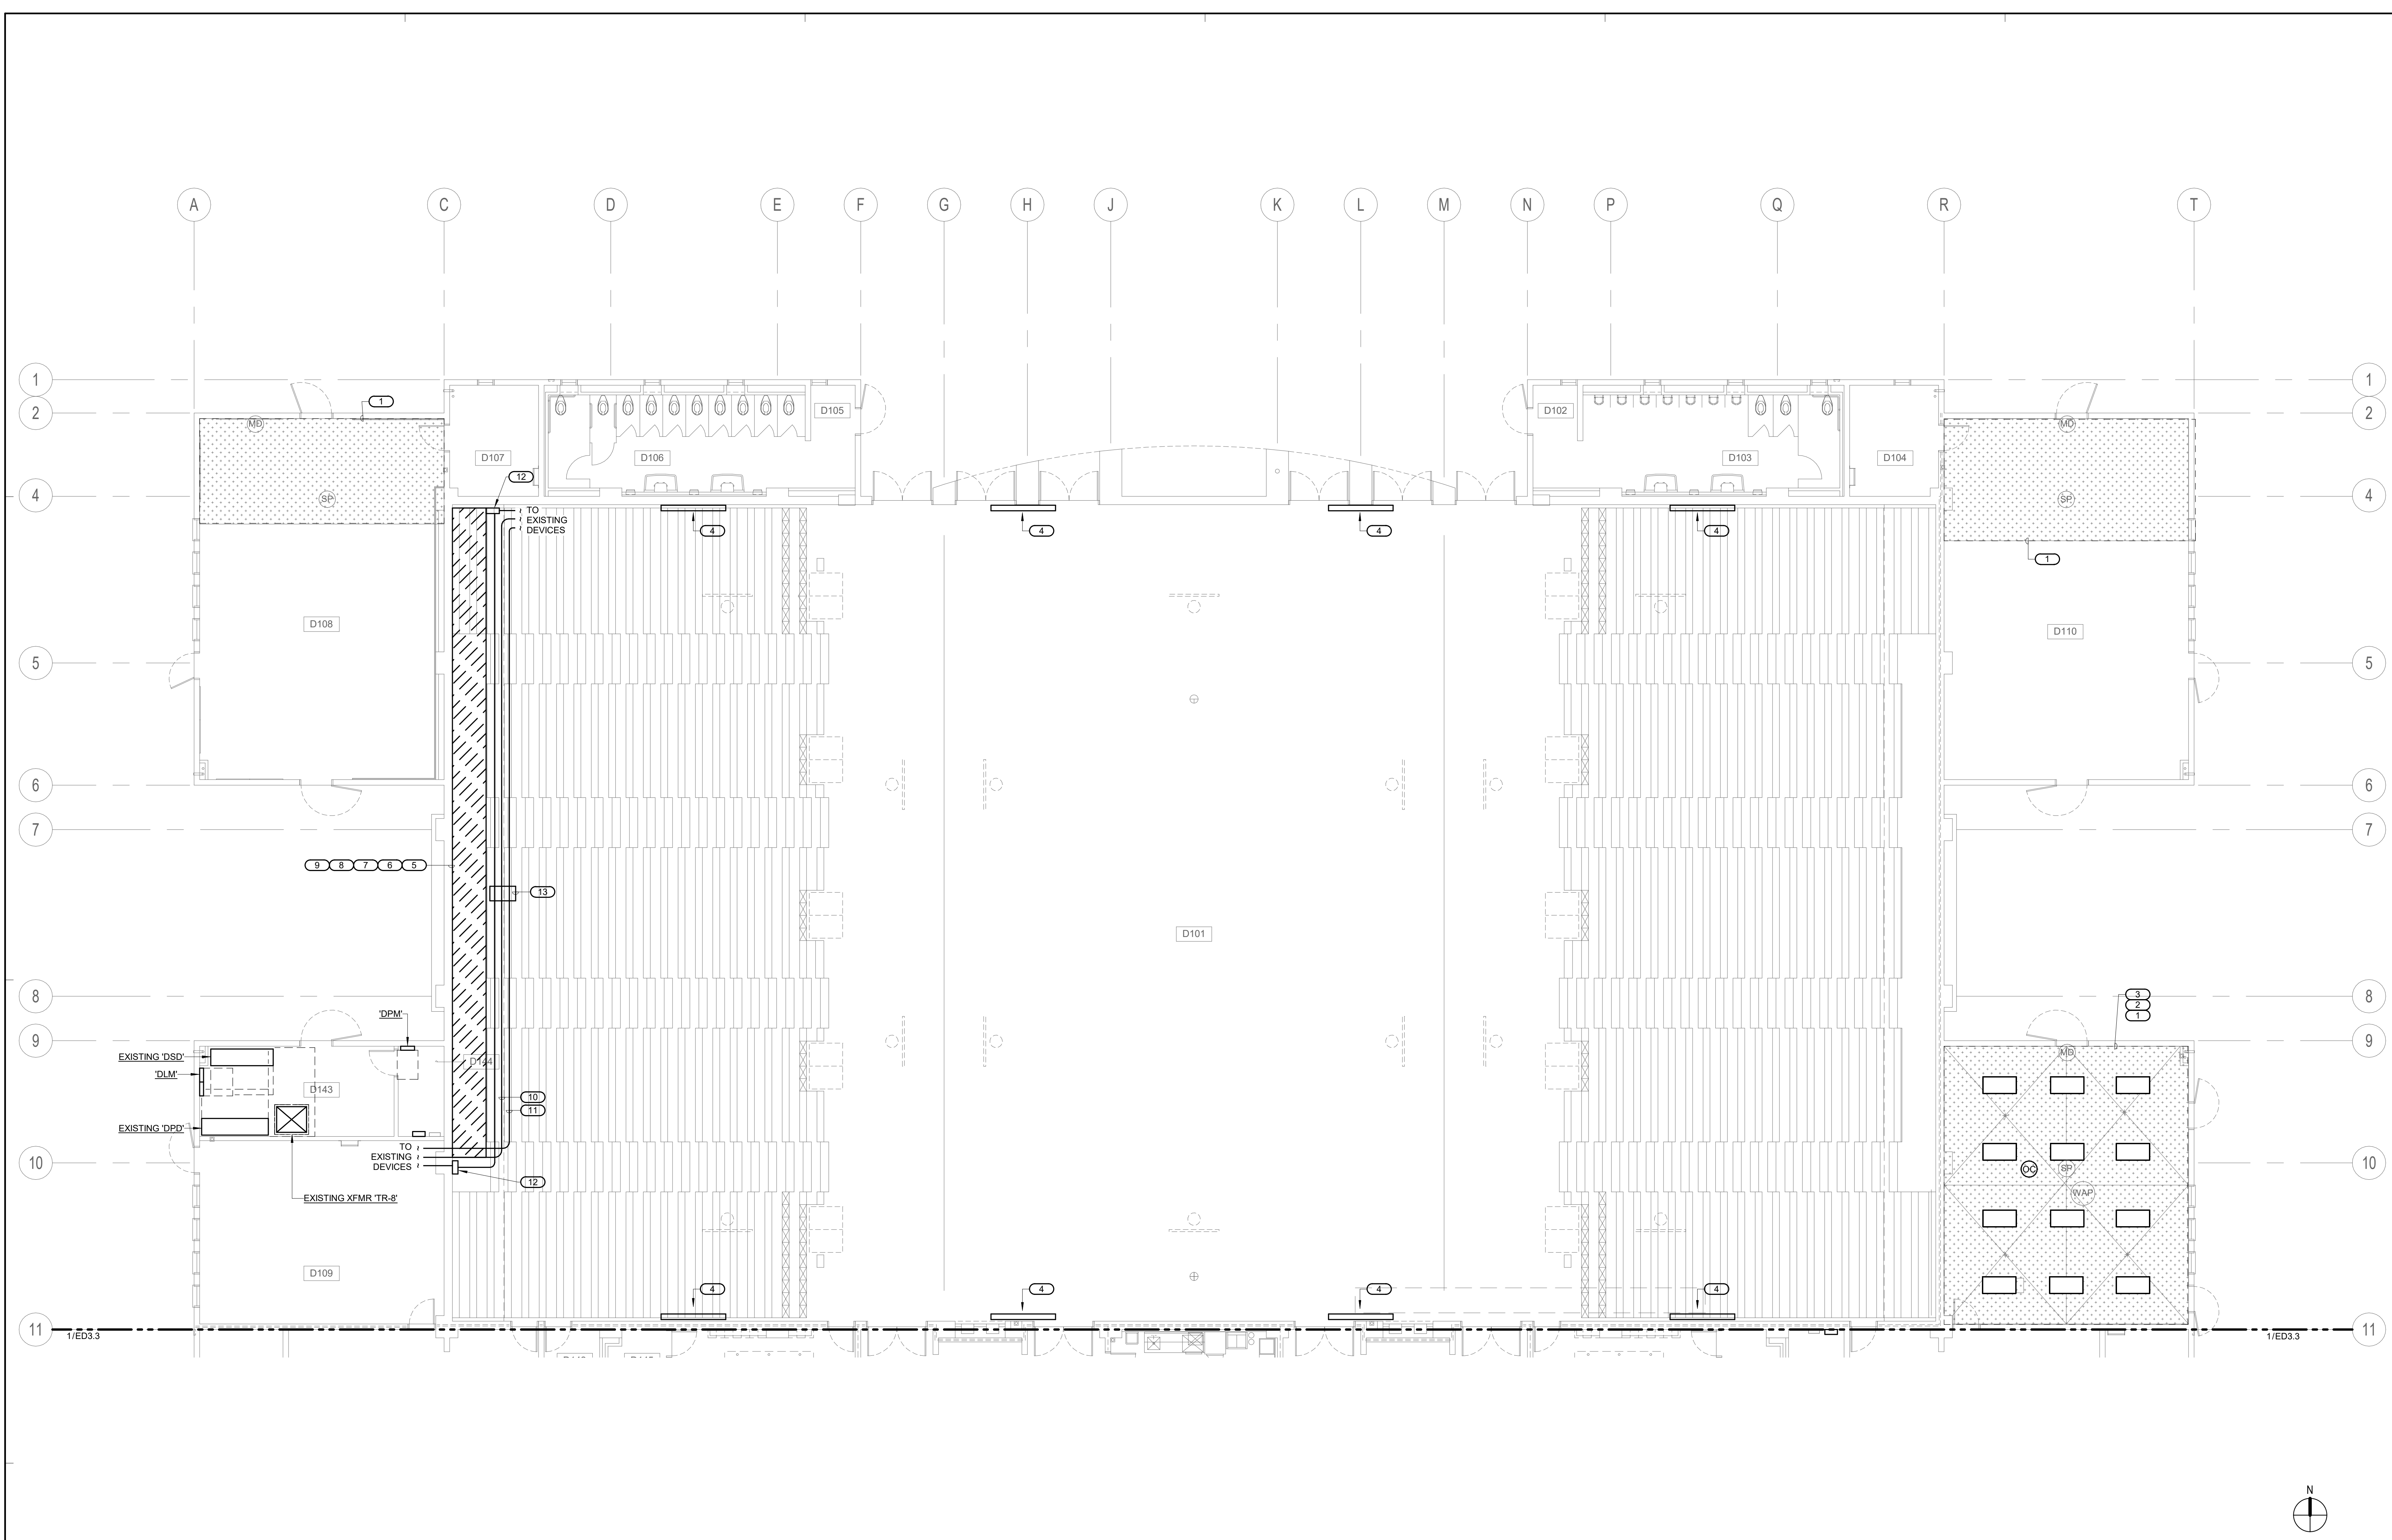 A
C
D
E
F
G
H
J
K
L
M
N
P
Q
R
T
1
1
2
2
1
D105
D102
MD
MD
D107
D106
D103
D104
12
4
4
SP
SP
TO
EXISTING
DEVICES
4
4
4
4
1
D108
D110
5
5
6
6
7
7
9
8
7
6
5
13
D101
8
8
3
2
1
'DPM'
9
9
EXISTING 'DSD'
D144
MD
'DLM'
D143
10
11
EXISTING 'DPD'
TO
EXISTING
DEVICES
10
10
OC
SP
12
WAP
EXISTING XFMR 'TR-8'
D109
4
4
4
4
11
11
1/ED3.3
1/ED3.3
N